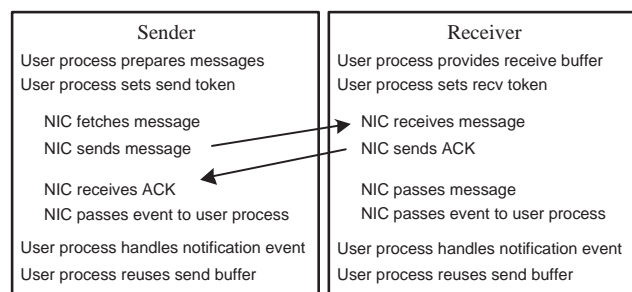 Sender
User process prepares messages
User process sets send token
NIC fetches message
NIC sends message
NIC receives ACK
NIC passes event to user process
User process handles notification event
User process reuses send buffer
Receiver
User process provides receive buffer
User process sets recv token
NIC receives message
NIC sends ACK
NIC passes message
NIC passes event to user process
User process handles notification event
User process reuses send buffer